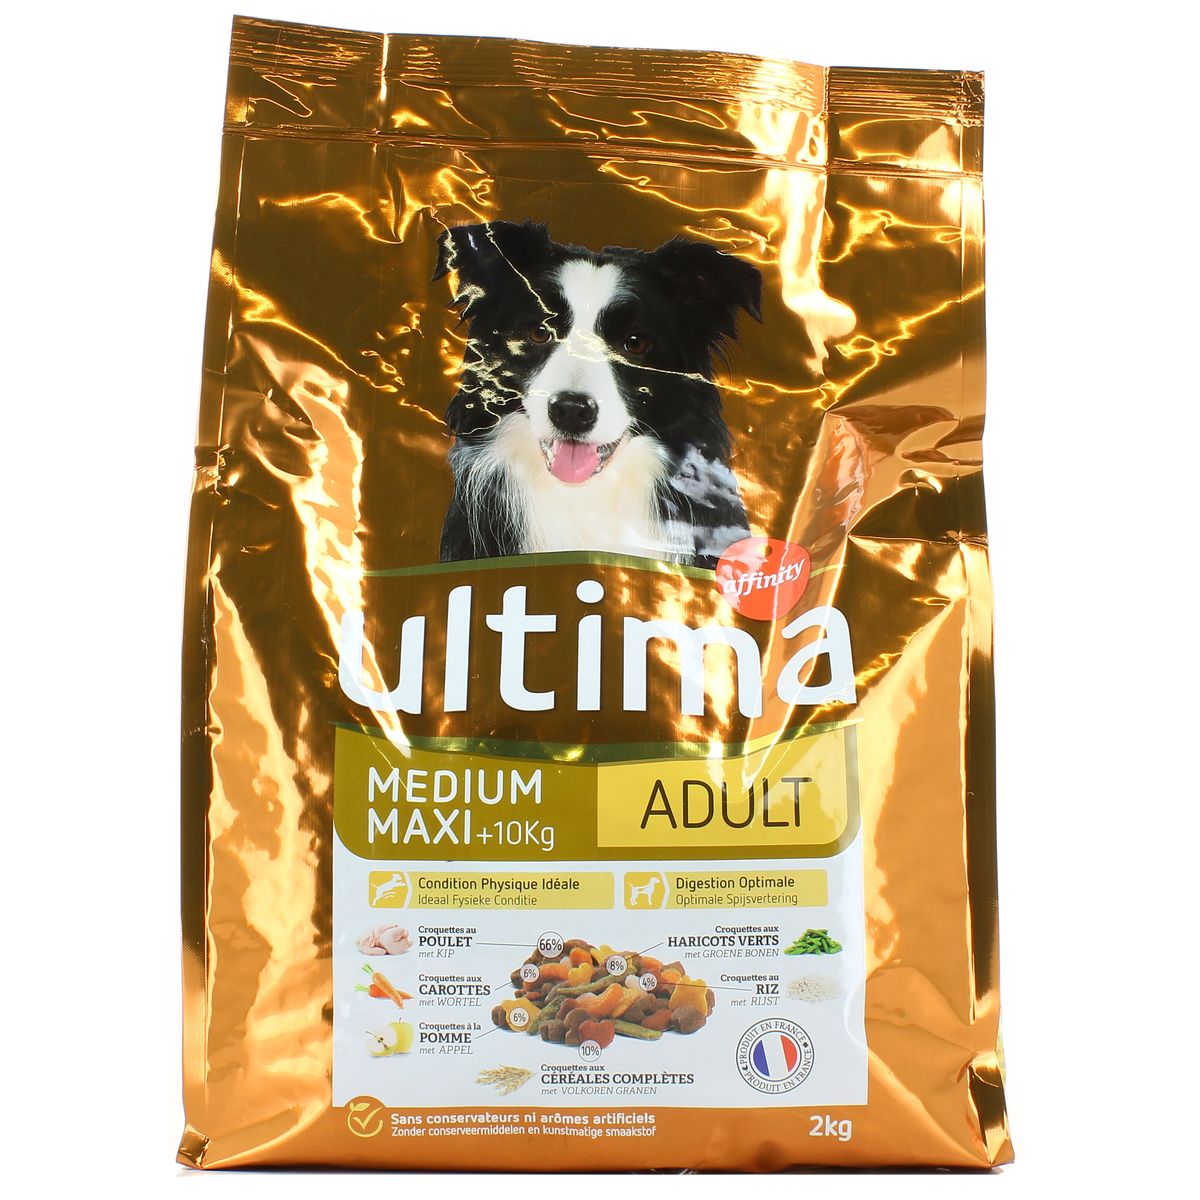 affinity
ultima
MEDIUM
MAXI +10Kg
ADULT
Condition Physique Idéale
Ideaal Fysieke Conditie
Digestion Optimale
Optimale Spijsvertering
Croquettes au
POULET
met KIP
66%
Croquettes aux
HARICOTS VERTS
met GROENE BONEN
8%
Croquettes aux
CAROTTES
met WORTEL
6%
Croquettes au
RIZ
met RIJST
4%
Croquettes à la
POMME
met APPEL
6%
10%
Croquettes aux
CÉRÉALES COMPLÈTES
met VOLKOREN GRANEN
PRODUIT EN FRANCE
PRODUIT EN FRANCE
Sans conservateurs ni arômes artificiels
Zonder conserveermiddelen en kunstmatige smaakstof
2kg